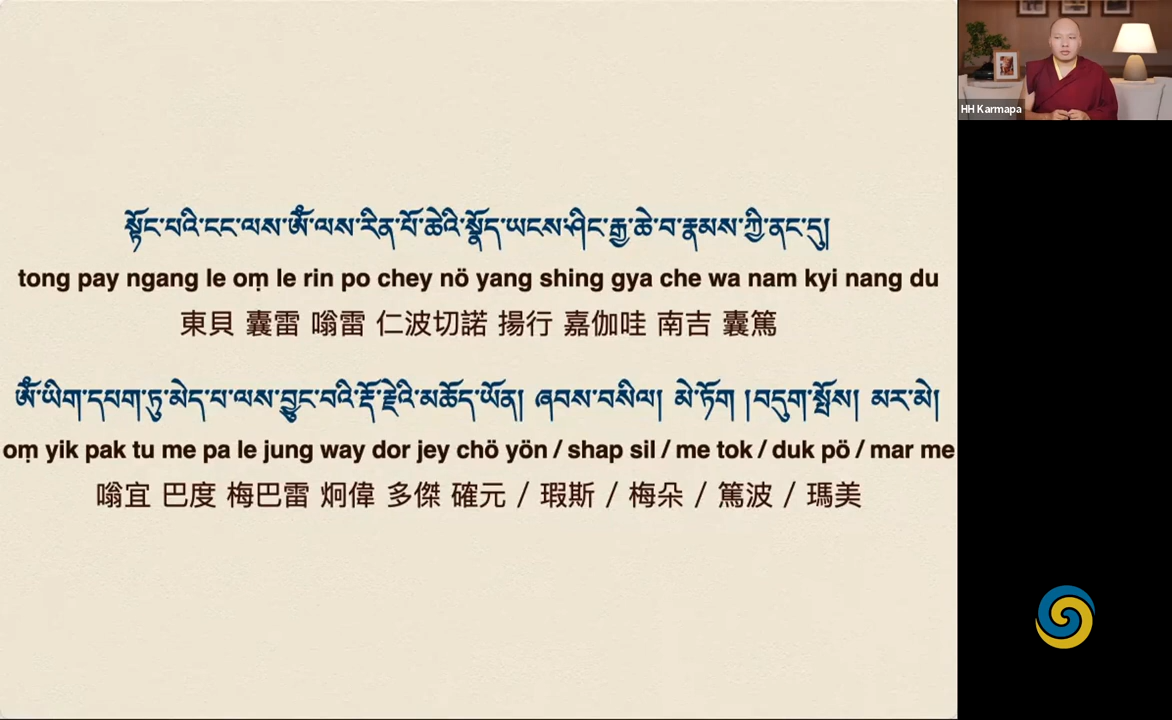 HH Karmapa
སྟོང་པའི་ངང་ལས་ཨོཾ་ལས་རིན་པོ་ཆེའི་སྣོད་ཡངས་ཤིང་རྒྱ་ཆེ་བ་རྣམས་ཀྱི་ནང་དུ།
tong pay ngang le oṃ le rin po chey nö yang shing gya che wa nam kyi nang du
東貝 囊雷 嗡雷 仁波切諾 揚行 嘉伽哇 南吉 囊篤
ཨོཾ་ཡིག་དཔག་ཏུ་མེད་པ་ལས་བྱུང་བའི་རྡོ་རྗེའི་མཆོད་ཡོན། ཞབས་བསིལ། མེ་ཏོག །བདུག་སྤོས། མར་མེ།
oṃ yik pak tu me pa le jung way dor jey chö yön / shap sil / me tok / duk pö / mar me
嗡宜 巴度 梅巴雷 炯偉 多傑 確元 / 瑕斯 / 梅朵 / 篤波 / 瑪美